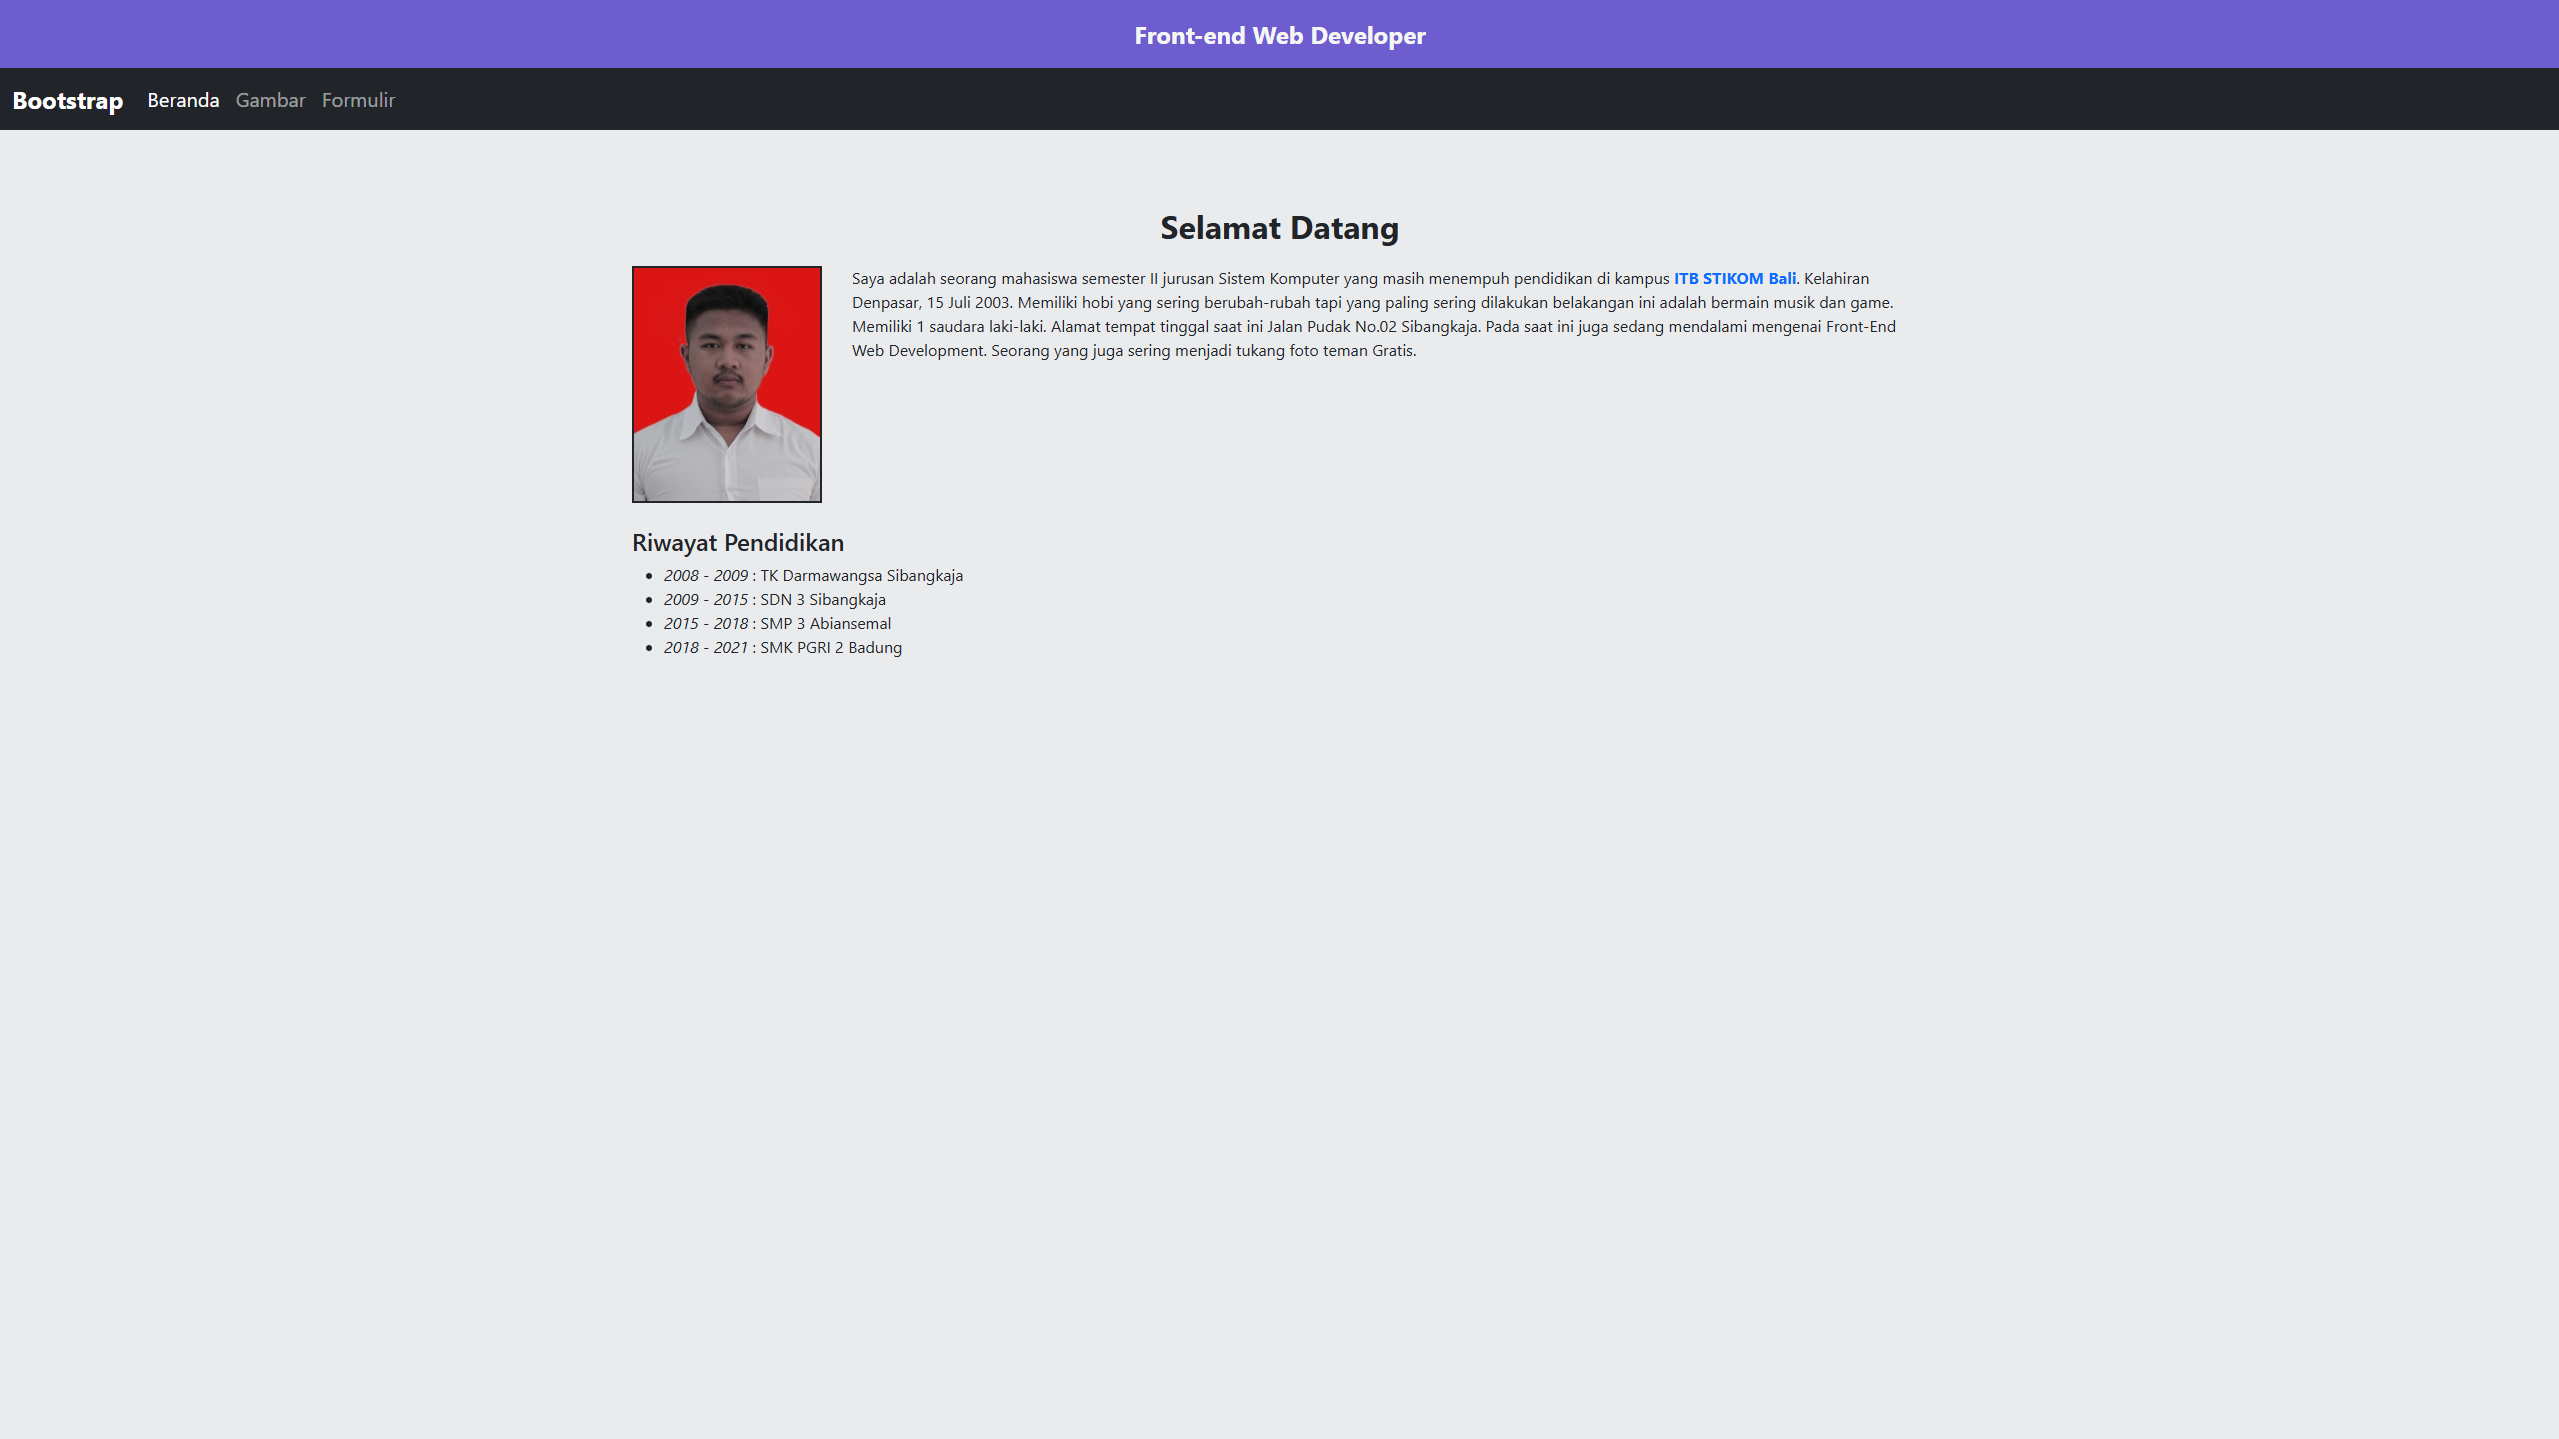 Front-end Web Developer
Bootstrap Beranda Gambar Formulir
Selamat Datang
Saya adalah seorang mahasiswa semester II jurusan Sistem Komputer yang masih menempuh pendidikan di kampus ITB STIKOM Bali. Kelahiran
Denpasar, 15 Juli 2003. Memiliki hobi yang sering berubah-rubah tapi yang paling sering dilakukan belakangan ini adalah bermain musik dan game.
Memiliki 1 saudara laki-laki. Alamat tempat tinggal saat ini Jalan Pudak No.02 Sibangkaja. Pada saat ini juga sedang mendalami mengenai Front-End
Web Development. Seorang yang juga sering menjadi tukang foto teman Gratis.
Riwayat Pendidikan
• 2008 - 2009 : TK Darmawangsa Sibangkaja
• 2009 - 2015 : SDN 3 Sibangkaja
• 2015 - 2018 : SMP 3 Abiansemal
• 2018 - 2021 : SMK PGRI 2 Badung